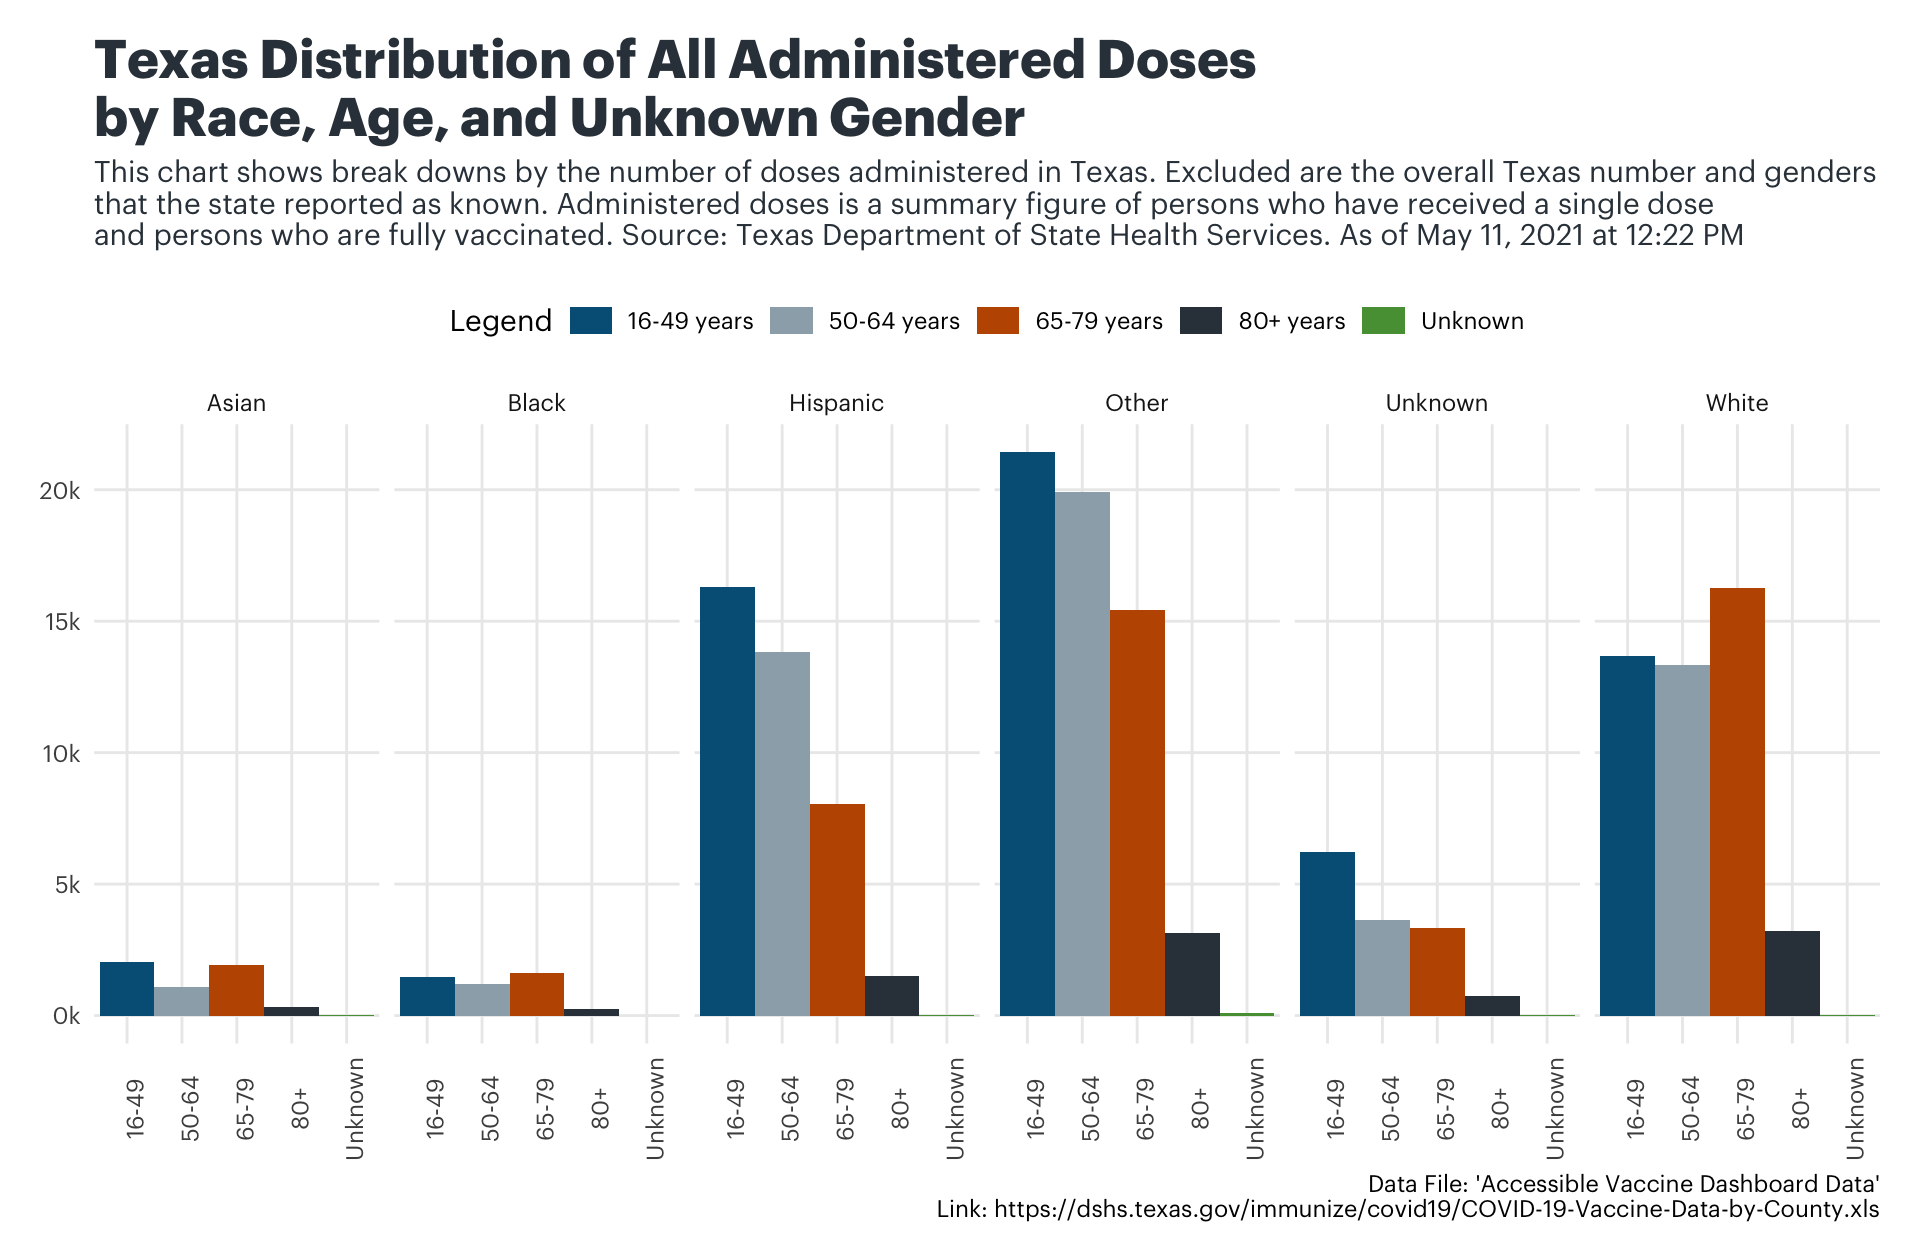 Texas Distribution of All Administered Doses
by Race, Age, and Unknown Gender
This chart shows break downs by the number of doses administered in Texas. Excluded are the overall Texas number and genders
that the state reported as known. Administered doses is a summary figure of persons who have received a single dose
and persons who are fully vaccinated. Source: Texas Department of State Health Services. As of May 11, 2021 at 12:22 PM
Legend 16-49 years 50-64 years 65-79 years 80+ years Unknown
Asian Black Hispanic Other Unknown White
20k
15k
10k
5k
0k
16-49 50-64 65-79 80+ Unknown 16-49 50-64 65-79 80+ Unknown 16-49 50-64 65-79 80+ Unknown 16-49 50-64 65-79 80+ Unknown 16-49 50-64 65-79 80+ Unknown 16-49 50-64 65-79 80+ Unknown
Data File: 'Accessible Vaccine Dashboard Data'
Link: https://dshs.texas.gov/immunize/covid19/COVID-19-Vaccine-Data-by-County.xls